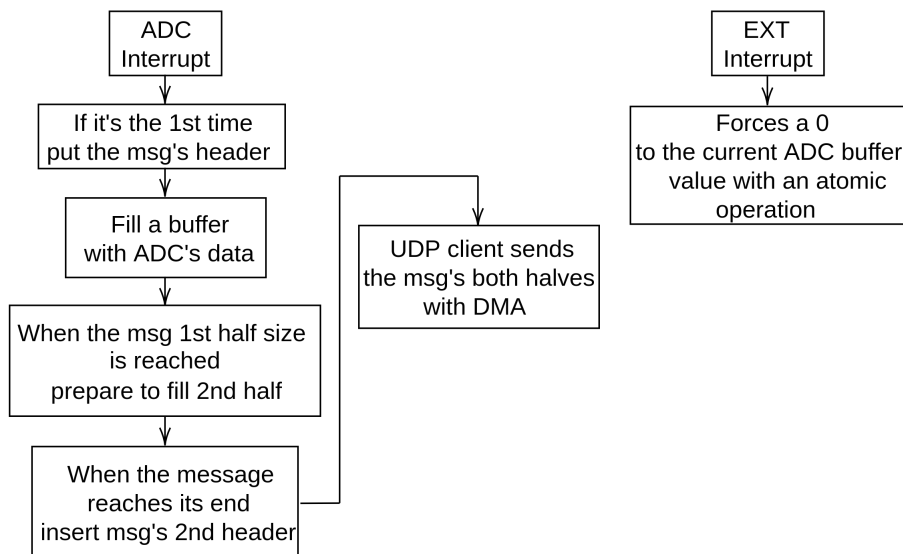 ADC
Interrupt
If it's the 1st time
put the msg's header
Fill a buffer
with ADC's data
When the msg 1st half size
is reached
prepare to fill 2nd half
When the message
reaches its end
insert msg's 2nd header
UDP client sends
the msg's both halves
with DMA
EXT
Interrupt
Forces a 0
to the current ADC buffer
value with an atomic
operation